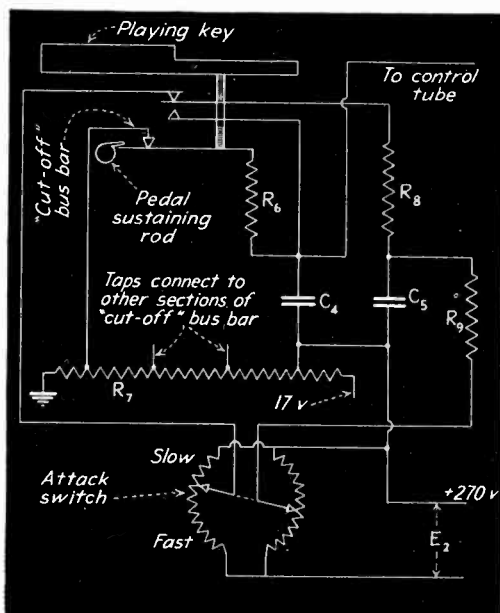 Playing key
To control
tube
"Cut-off"
bus bar
Pedal
sustaining
rod
R6
R8
Taps connect to
other sections of
"cut-off" bus bar
C4
C5
R9
R7
17 v
Slow
Attack
switch
Fast
+270 v
E2